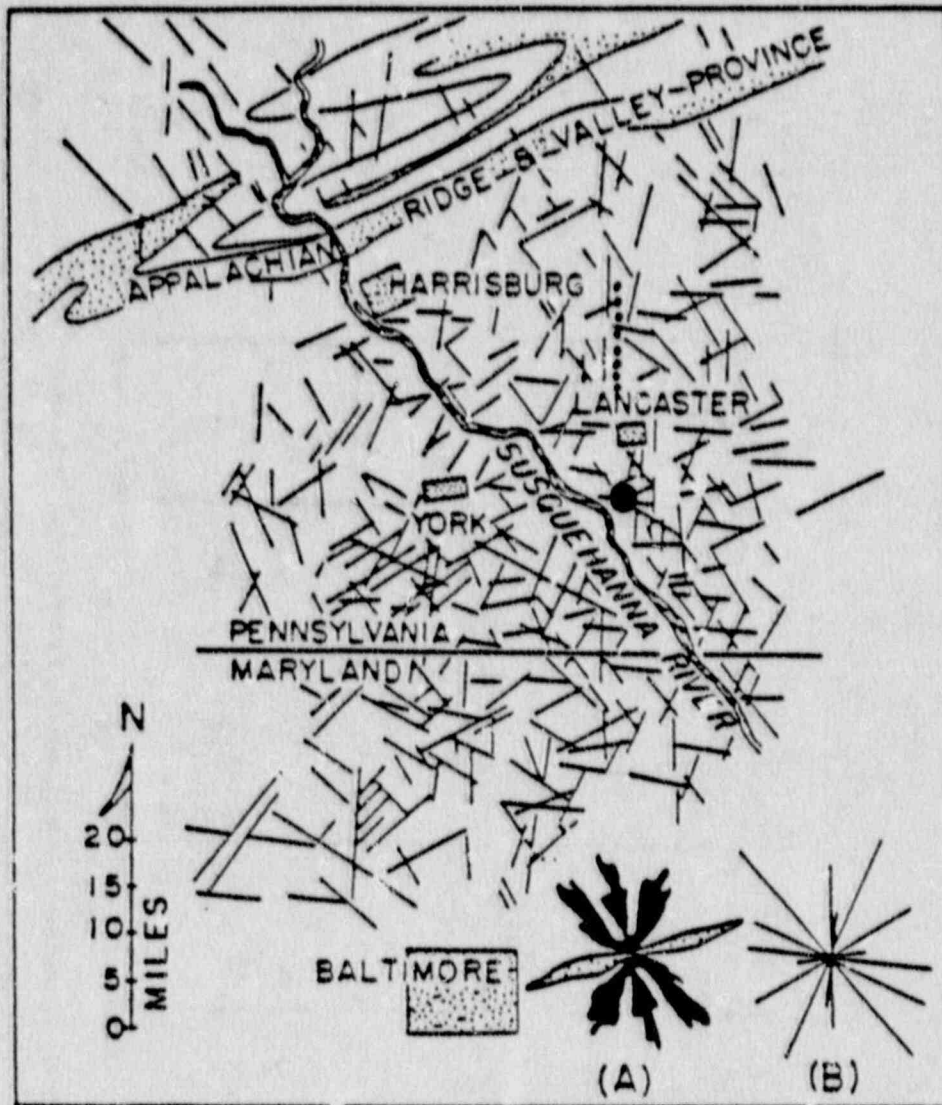 APPALACHIAN RIDGE & VALLEY-PROVINCE
HARRISBURG
LANCASTER
YORK
SUSQUEHANNA RIVER
PENNSYLVANIA
MARYLAND
N
20
15
10
5
0
MILES
BALTIMORE
(A)
(B)